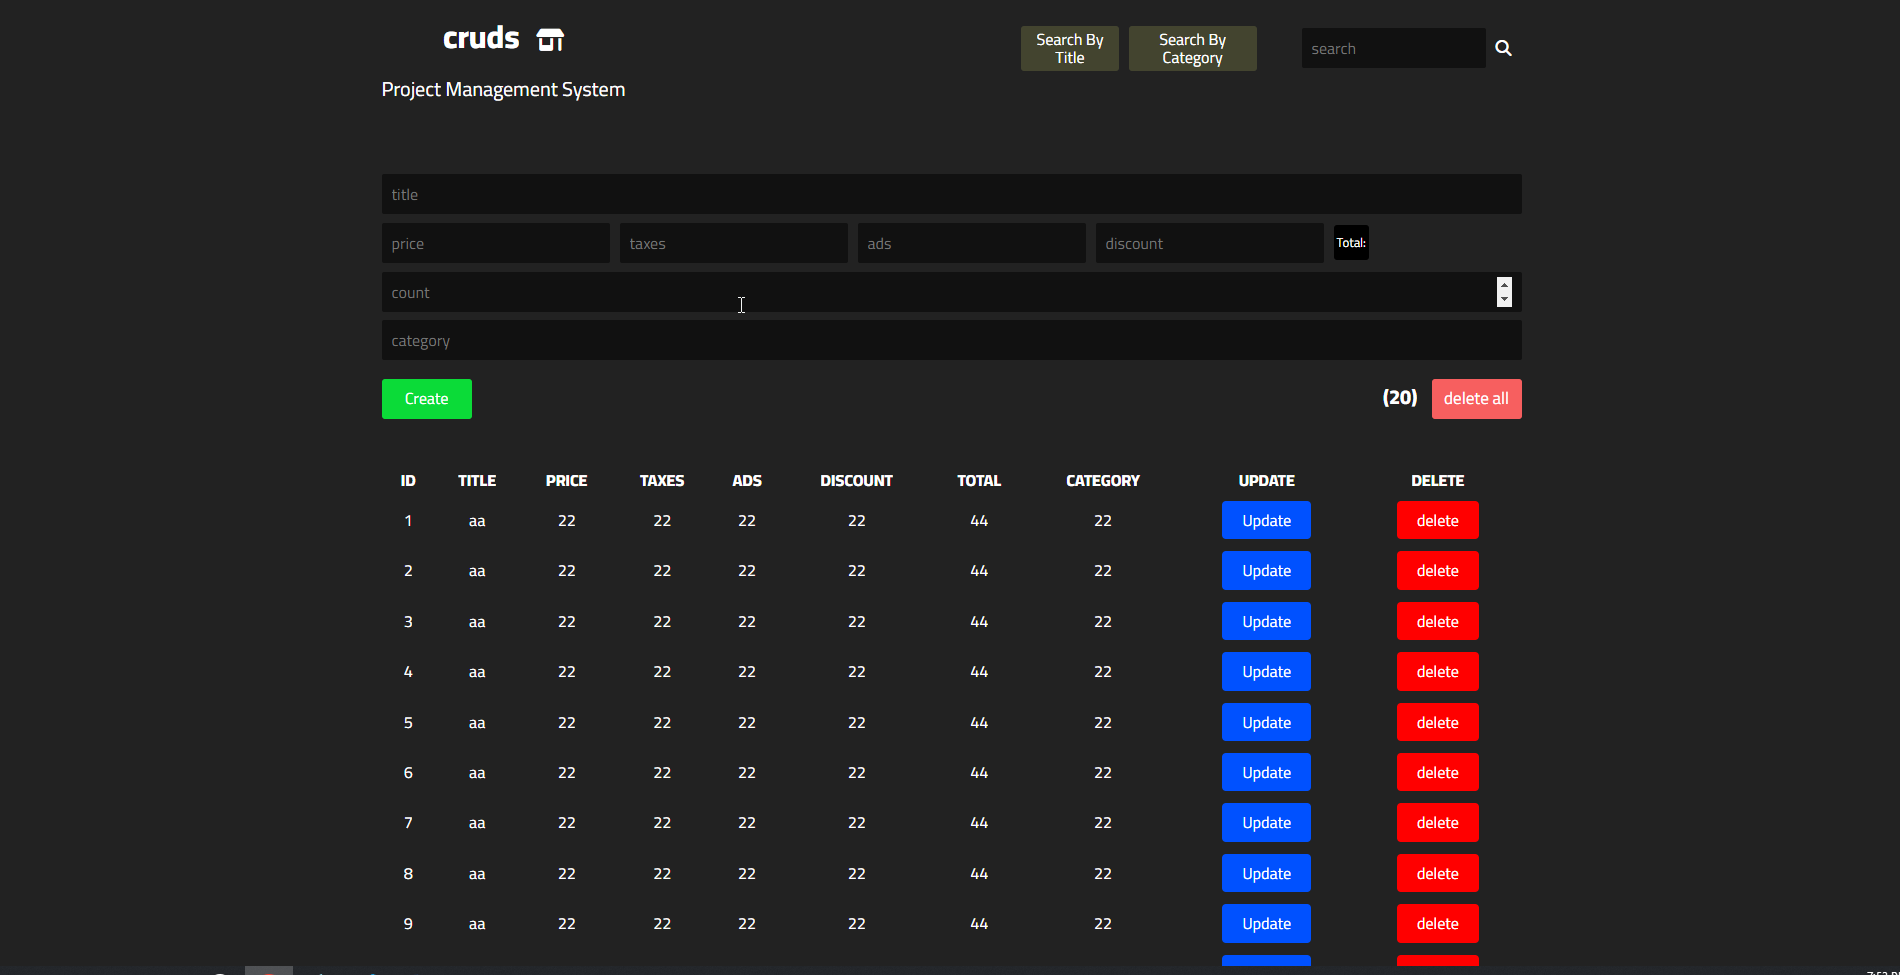 cruds
Project Management System
Search By
Title
Search By
Category
search
title
price taxes ads discount Total:
count
category
Create (20) delete all
ID TITLE PRICE TAXES ADS DISCOUNT TOTAL CATEGORY UPDATE DELETE
1 aa 22 22 22 22 44 22 Update delete
2 aa 22 22 22 22 44 22 Update delete
3 aa 22 22 22 22 44 22 Update delete
4 aa 22 22 22 22 44 22 Update delete
5 aa 22 22 22 22 44 22 Update delete
6 aa 22 22 22 22 44 22 Update delete
7 aa 22 22 22 22 44 22 Update delete
8 aa 22 22 22 22 44 22 Update delete
9 aa 22 22 22 22 44 22 Update delete